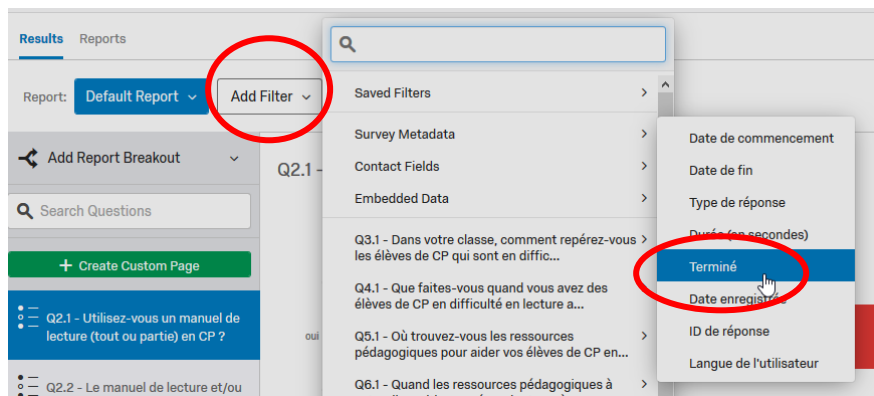 Results Reports
Report: Default Report Add Filter
Add Report Breakout
Search Questions
+ Create Custom Page
Q2.1 - Utilisez-vous un manuel de
lecture (tout ou partie) en CP ?
Q2.2 - Le manuel de lecture et/ou
Q2.1 -
oui
Saved Filters
Survey Metadata
Contact Fields
Embedded Data
Q3.1 - Dans votre classe, comment repérez-vous
les élèves de CP qui sont en diffic...
Q4.1 - Que faites-vous quand vous avez des
élèves de CP en difficulté en lecture a...
Q5.1 - Où trouvez-vous les ressources
pédagogiques pour aider vos élèves de CP en...
Q6.1 - Quand les ressources pédagogiques à
Date de commencement
Date de fin
Type de réponse
Durée (en secondes)
Terminé
Date enregistrée
ID de réponse
Langue de l'utilisateur